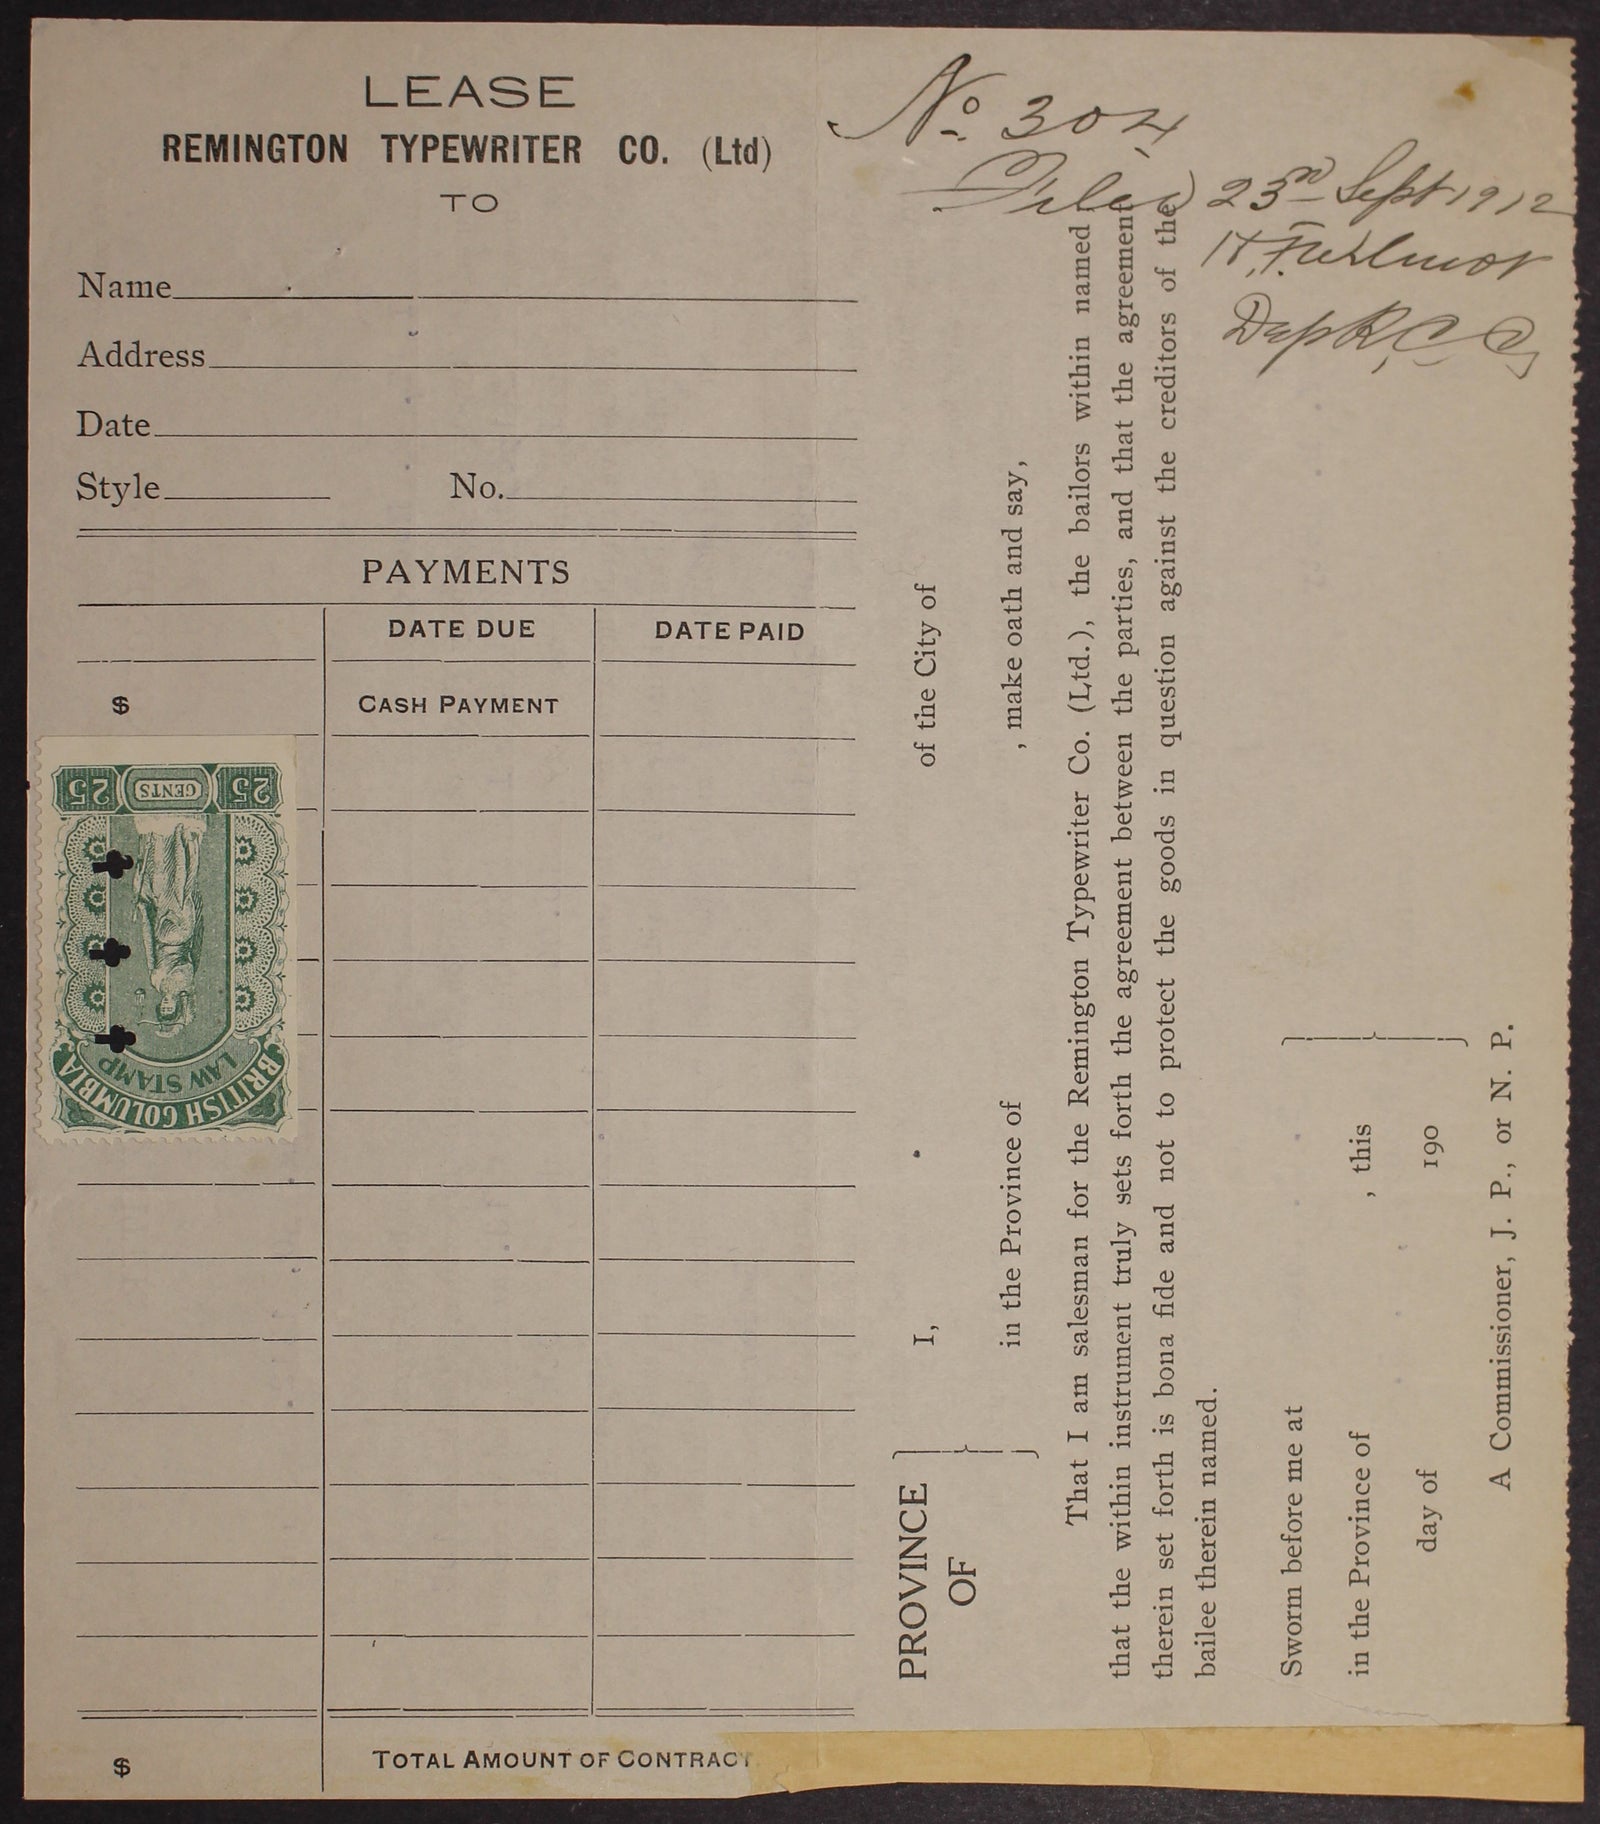 LEASE
REMINGTON TYPEWRITER CO. (Ltd)
TO
Name
Address
Date
Style No.
PAYMENTS
DATE DUE DATE PAID
$ CASH PAYMENT
$ TOTAL AMOUNT OF CONTRACT
25 CENTS 25
BRITISH COLUMBIA
LAW STAMP
No. 304
Filed 23rd Sept 1912
PROVINCE
OF
I, of the City of
in the Province of , make oath and say,
That I am salesman for the Remington Typewriter Co. (Ltd.), the bailors within named
that the within instrument truly sets forth the agreement between the parties, and that the agreement
therein set forth is bona fide and not to protect the goods in question against the creditors of the
bailee therein named.
Sworm before me at
in the Province of , this
day of 190
A Commissioner, J. P., or N. P.